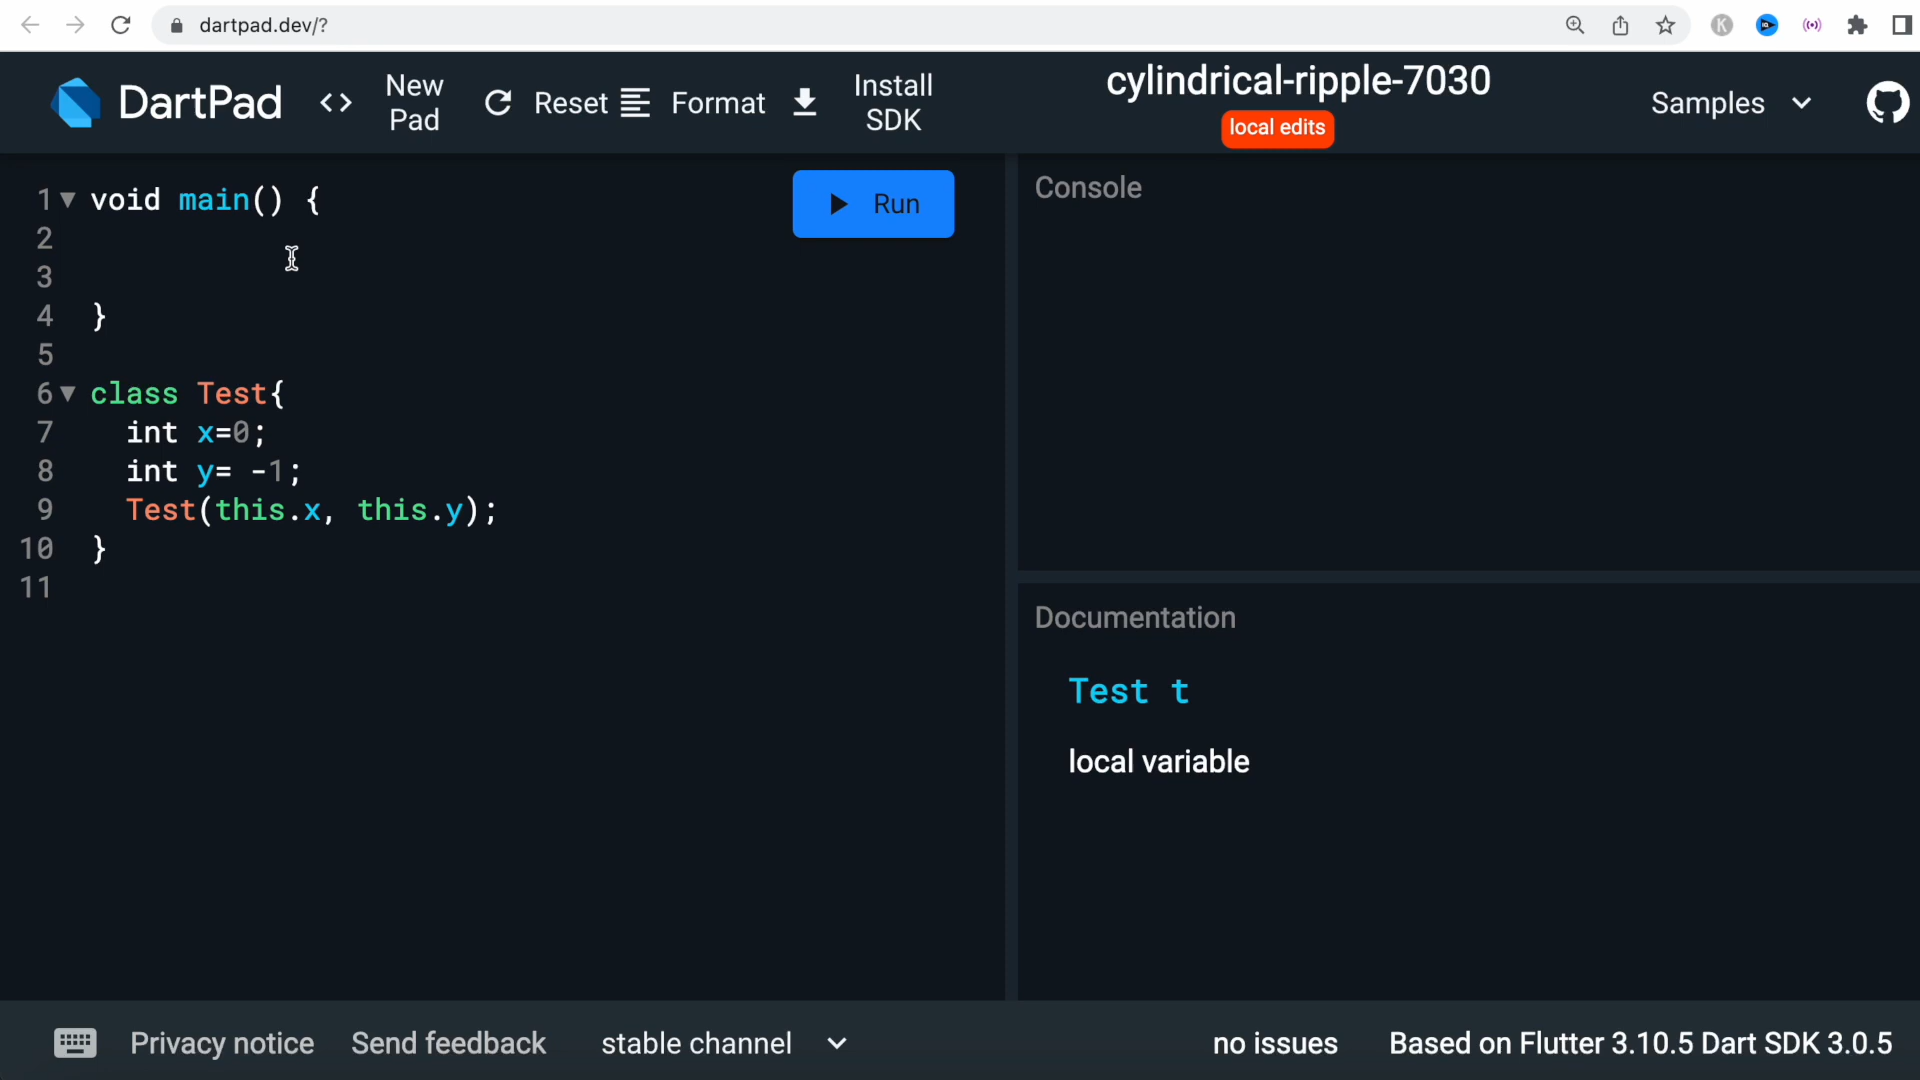 dartpad.dev/?
DartPad
<> New Pad
Reset
Format
Install SDK
cylindrical-ripple-7030
local edits
Samples
1 void main() {
2
3
4 }
5
6 class Test{
7 int x=0;
8 int y= -1;
9 Test(this.x, this.y);
10 }
11
Run
Console
Documentation
Test t
local variable
Privacy notice
Send feedback
stable channel
no issues
Based on Flutter 3.10.5 Dart SDK 3.0.5